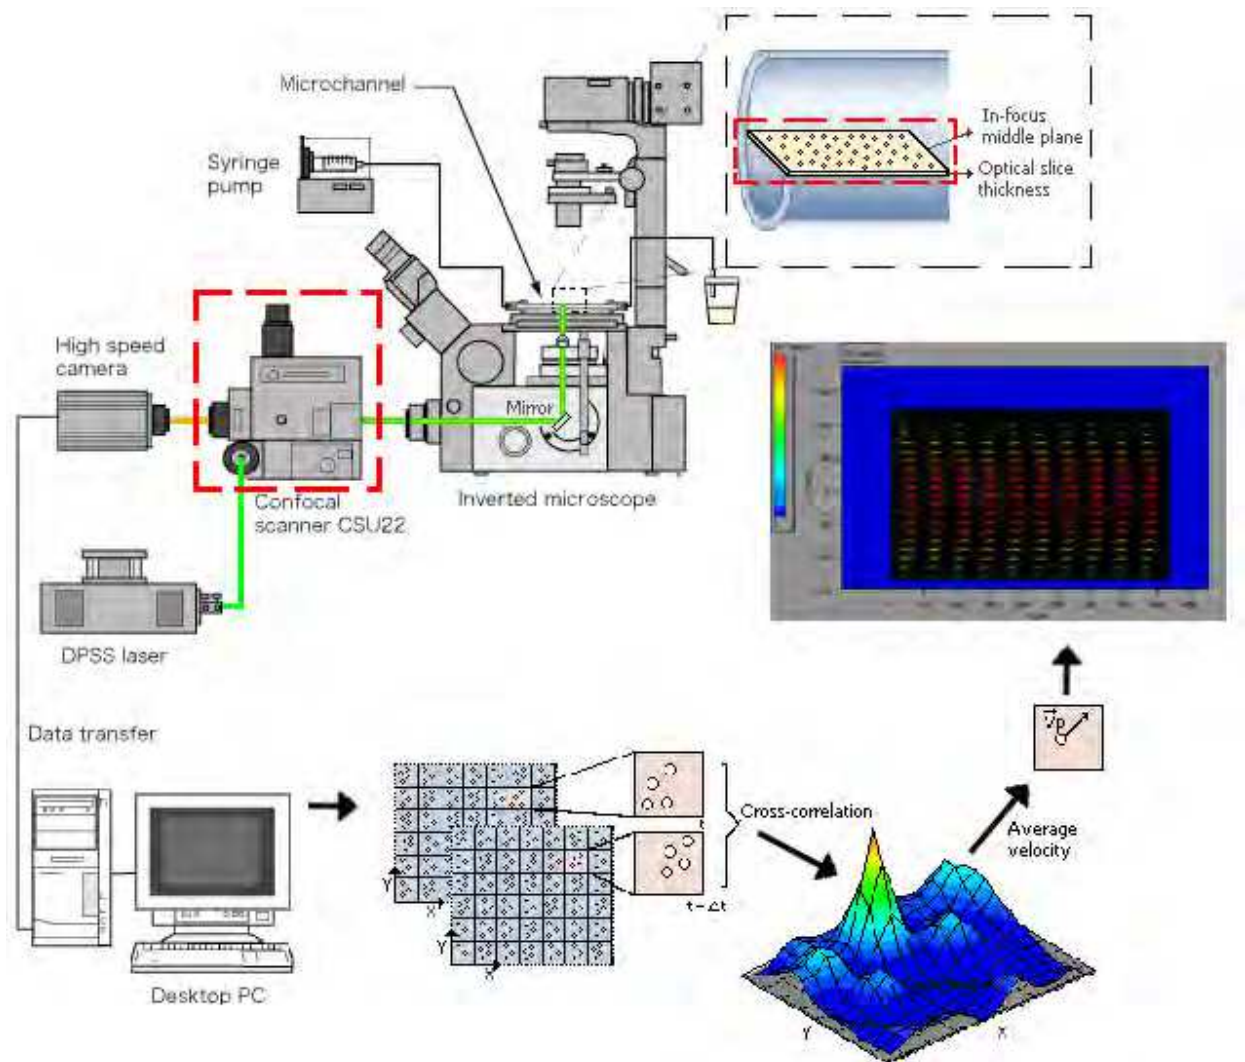 Microchannel
Syringe
pump
In-focus
middle plane
Optical slice
thickness
High speed
camera
Mirror
Confocal
scanner CSU22
Inverted microscope
DPSS laser
Data transfer
Desktop PC
Y
X
Y
X
t
t - Δt
Cross-correlation
Average
velocity
Vp
Y
X